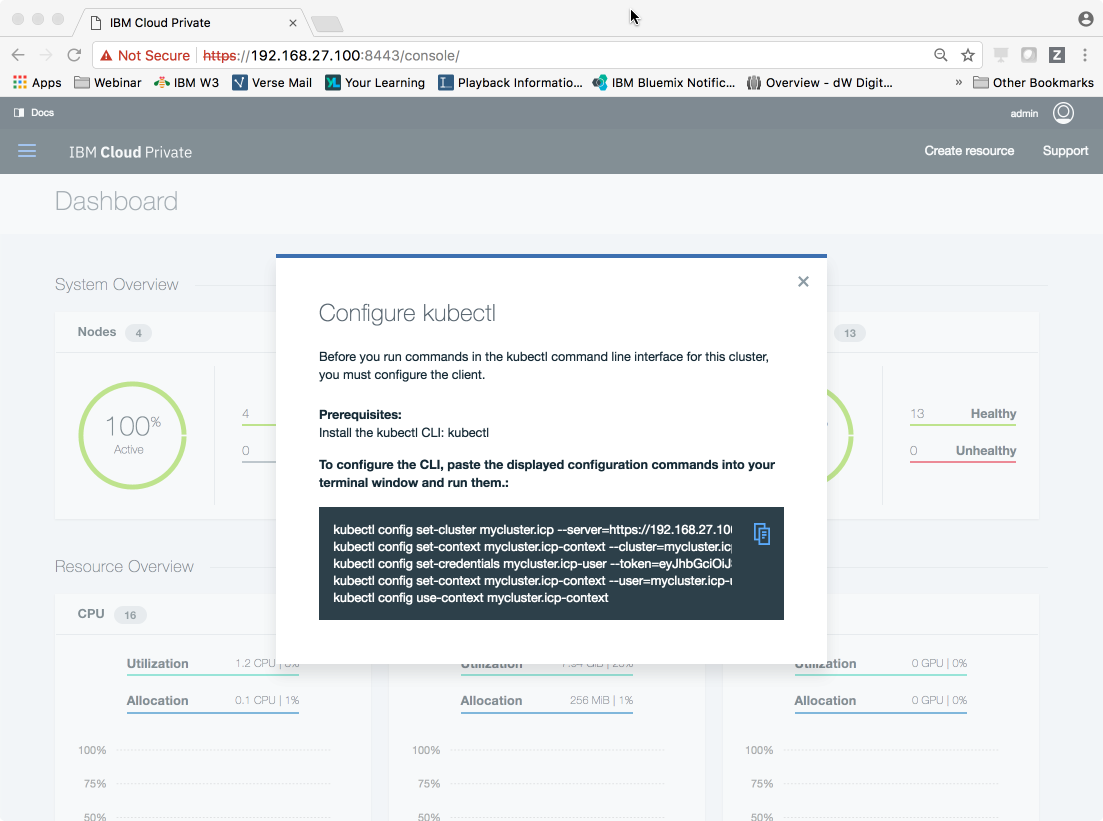 IBM Cloud Private
Not Secure https://192.168.27.100:8443/console/
Apps Webinar IBM W3 Verse Mail Your Learning Playback Informatio... IBM Bluemix Notific... Overview - dW Digit... » Other Bookmarks
Docs admin
IBM Cloud Private Create resource Support
Dashboard
System Overview
Nodes 4
13
100%
Active
4
0
13 Healthy
0 Unhealthy
Configure kubectl
Before you run commands in the kubectl command line interface for this cluster,
you must configure the client.
Prerequisites:
Install the kubectl CLI: kubectl
To configure the CLI, paste the displayed configuration commands into your
terminal window and run them.:
kubectl config set-cluster mycluster.icp --server=https://192.168.27.10
kubectl config set-context mycluster.icp-context --cluster=mycluster.ic
kubectl config set-credentials mycluster.icp-user --token=eyJhbGciOiJ
kubectl config set-context mycluster.icp-context --user=mycluster.icp-
kubectl config use-context mycluster.icp-context
Resource Overview
CPU 16
Utilization 1.2 CPU |
Utilization
Utilization 0 GPU | 0%
Allocation 0.1 CPU | 1%
Allocation 256 MiB | 1%
Allocation 0 GPU | 0%
100% 100% 100%
75% 75% 75%
50% 50% 50%